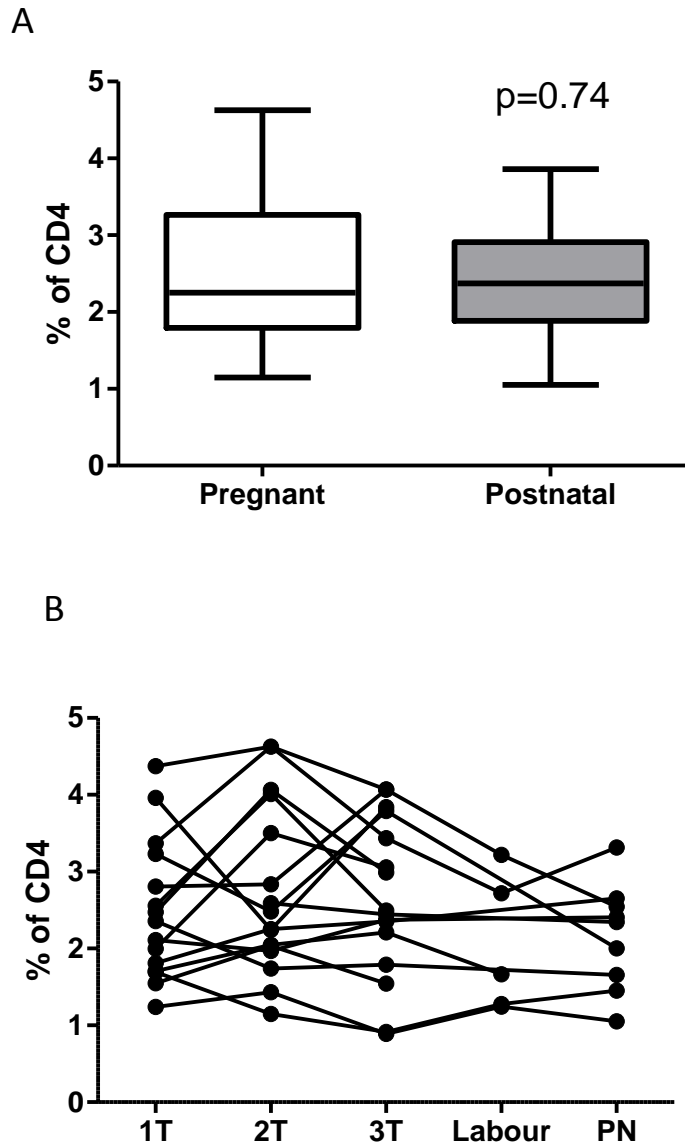 A
5
p=0.74
4
3
2
1
0
% of CD4
Pregnant Postnatal
B
5
4
3
2
1
0
% of CD4
1T 2T 3T Labour PN